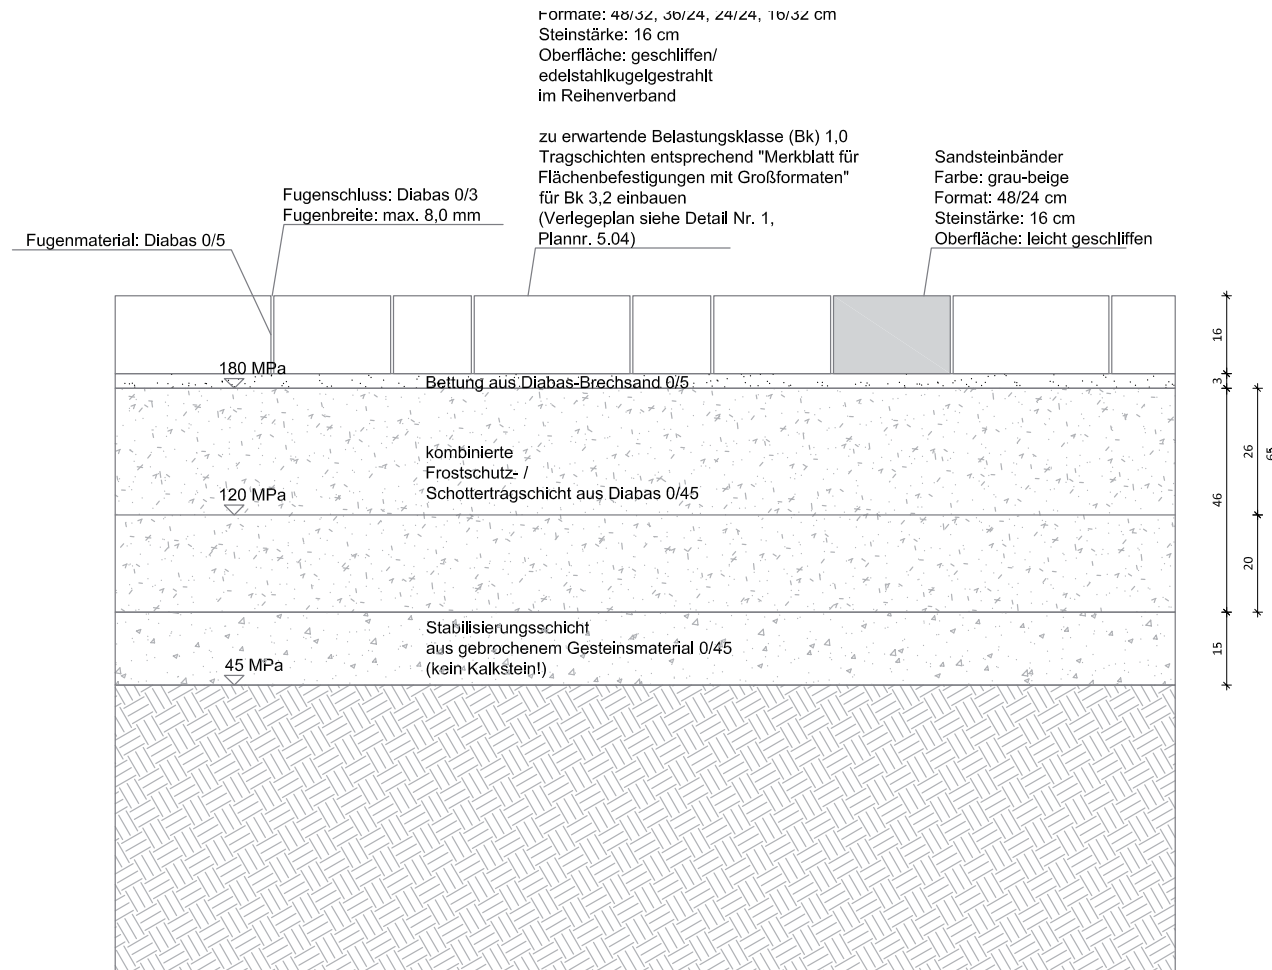 Formate: 48/32, 36/24, 24/24, 16/32 cm
Steinstärke: 16 cm
Oberfläche: geschliffen/
edelstahlkugelgestrahlt
im Reihenverband
zu erwartende Belastungsklasse (Bk) 1,0
Tragschichten entsprechend "Merkblatt für
Flächenbefestigungen mit Großformaten"
für Bk 3,2 einbauen
(Verlegeplan siehe Detail Nr. 1,
Plannr. 5.04)
Sandsteinbänder
Farbe: grau-beige
Format: 48/24 cm
Steinstärke: 16 cm
Oberfläche: leicht geschliffen
Fugenschluss: Diabas 0/3
Fugenbreite: max. 8,0 mm
Fugenmaterial: Diabas 0/5
16
180 MPa
Bettung aus Diabas-Brechsand 0/5
3
kombinierte
Frostschutz- /
Schottertragschicht aus Diabas 0/45
120 MPa
26
65
46
20
Stabilisierungsschicht
aus gebrochenem Gesteinsmaterial 0/45
(kein Kalkstein!)
45 MPa
15